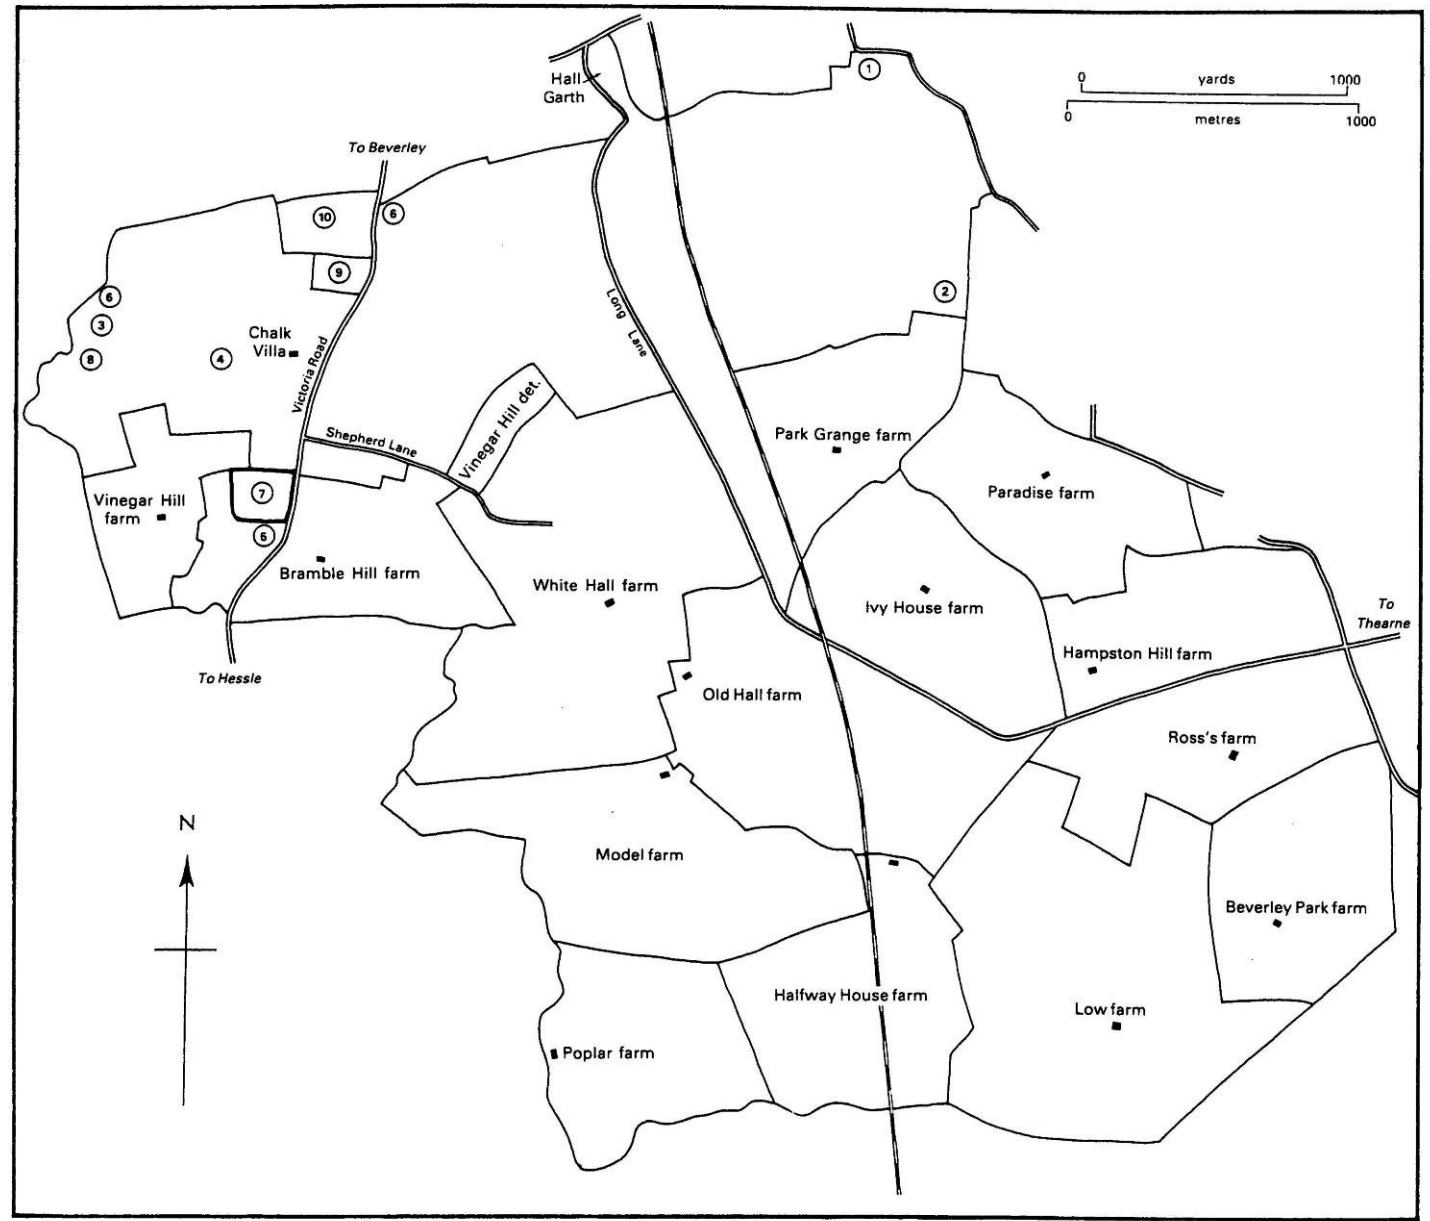 Hall
Garth
1
0 yards 1000
0 metres 1000
To Beverley
10
6
9
6
3
8
4
Chalk
Villa
Victoria Road
Long Lane
2
Shepherd Lane
Vinegar Hill det.
Park Grange farm
Paradise farm
Vinegar Hill
farm
7
5
Bramble Hill farm
White Hall farm
Ivy House farm
To
Thearne
To Hessle
Hampston Hill farm
Old Hall farm
Ross's farm
N
Model farm
Beverley Park farm
Halfway House farm
Low farm
Poplar farm